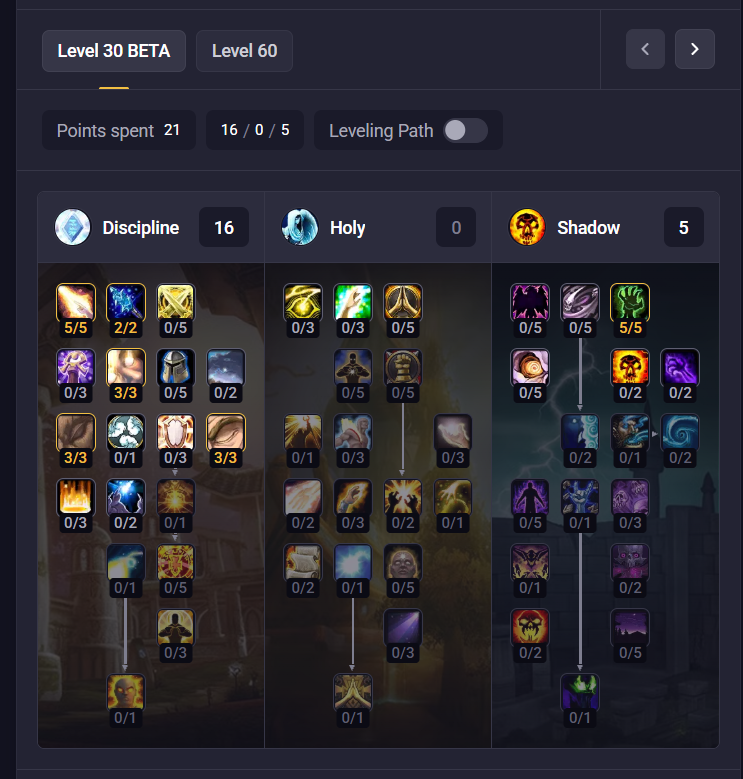 Level 30 BETA Level 60
Points spent 21 16 / 0 / 5 Leveling Path
Discipline 16 Holy 0 Shadow 5
5/5 2/2 0/5 0/3 0/3 0/5 0/5 0/5 5/5
0/3 3/3 0/5 0/2 0/5 0/5 0/5 0/2 0/2
3/3 0/1 0/3 3/3 0/1 0/3 0/3 0/2 0/1 0/2
0/3 0/2 0/1 0/2 0/3 0/2 0/1 0/5 0/1 0/3
0/1 0/5 0/2 0/1 0/5 0/1 0/2
0/3 0/3 0/2 0/5
0/1 0/1 0/1